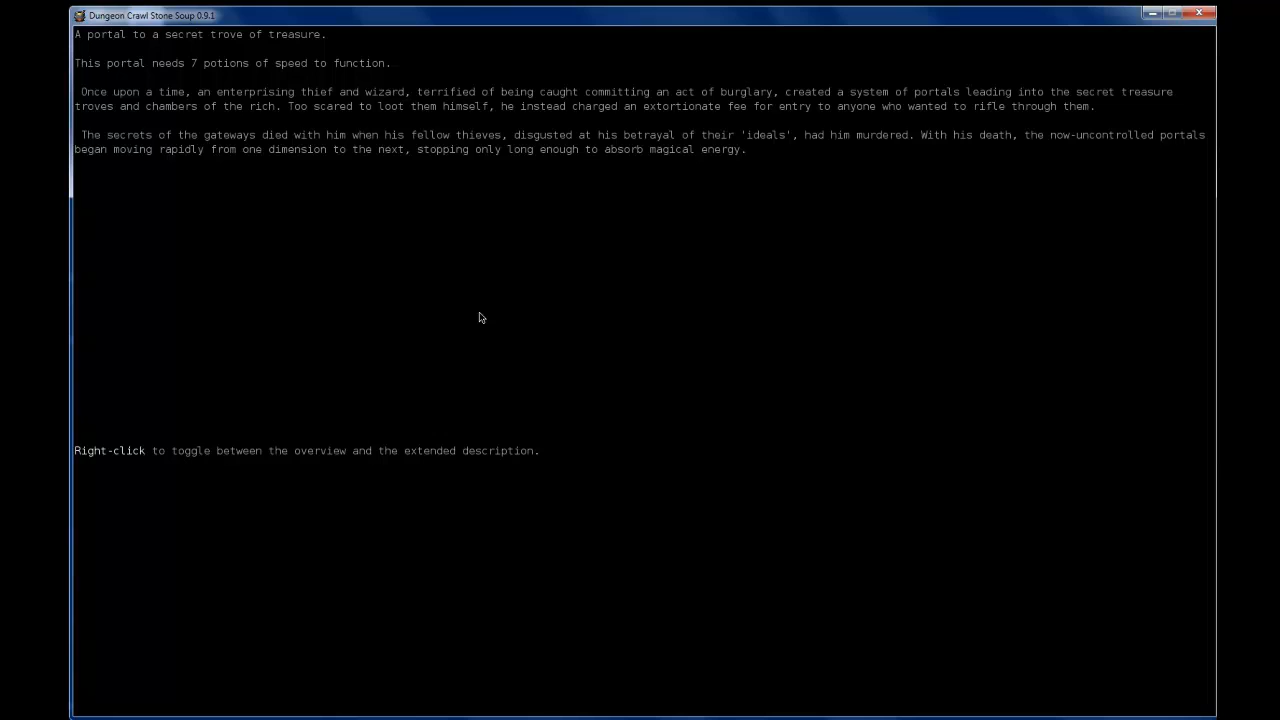 Dungeon Crawl Stone Soup 0.9.1
A portal to a secret trove of treasure.
This portal needs 7 potions of speed to function.
Once upon a time, an enterprising thief and wizard, terrified of being caught committing an act of burglary, created a system of portals leading into the secret treasure
troves and chambers of the rich. Too scared to loot them himself, he instead charged an extortionate fee for entry to anyone who wanted to rifle through them.
The secrets of the gateways died with him when his fellow thieves, disgusted at his betrayal of their 'ideals', had him murdered. With his death, the now-uncontrolled portals
began moving rapidly from one dimension to the next, stopping only long enough to absorb magical energy.
Right-click to toggle between the overview and the extended description.